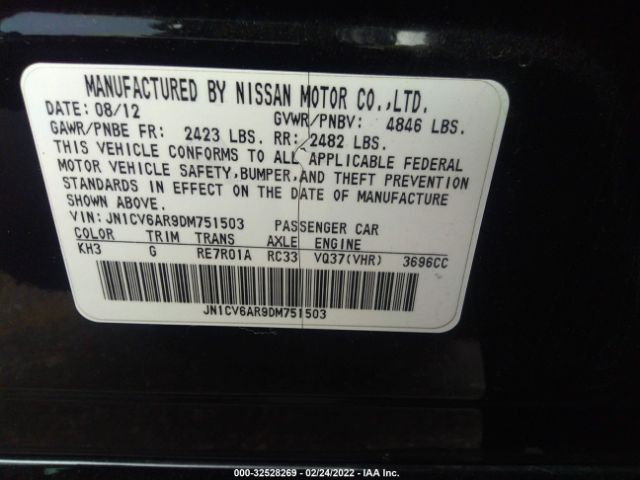 MANUFACTURED BY NISSAN MOTOR CO.,LTD.
DATE: 08/12 GVWR/PNBV: 4846 LBS.
GAWR/PNBE FR: 2423 LBS. RR: 2482 LBS.
THIS VEHICLE CONFORMS TO ALL APPLICABLE FEDERAL
MOTOR VEHICLE SAFETY,BUMPER,AND THEFT PREVENTION
STANDARDS IN EFFECT ON THE DATE OF MANUFACTURE
SHOWN ABOVE.
VIN: JN1CV6AR9DM751503 PASSENGER CAR
COLOR TRIM TRANS AXLE ENGINE
KH3 G RE7R01A RC33 VQ37(VHR) 3696CC
JN1CV6AR9DM751503
000-32528269 - 02/24/2022 - IAA Inc.